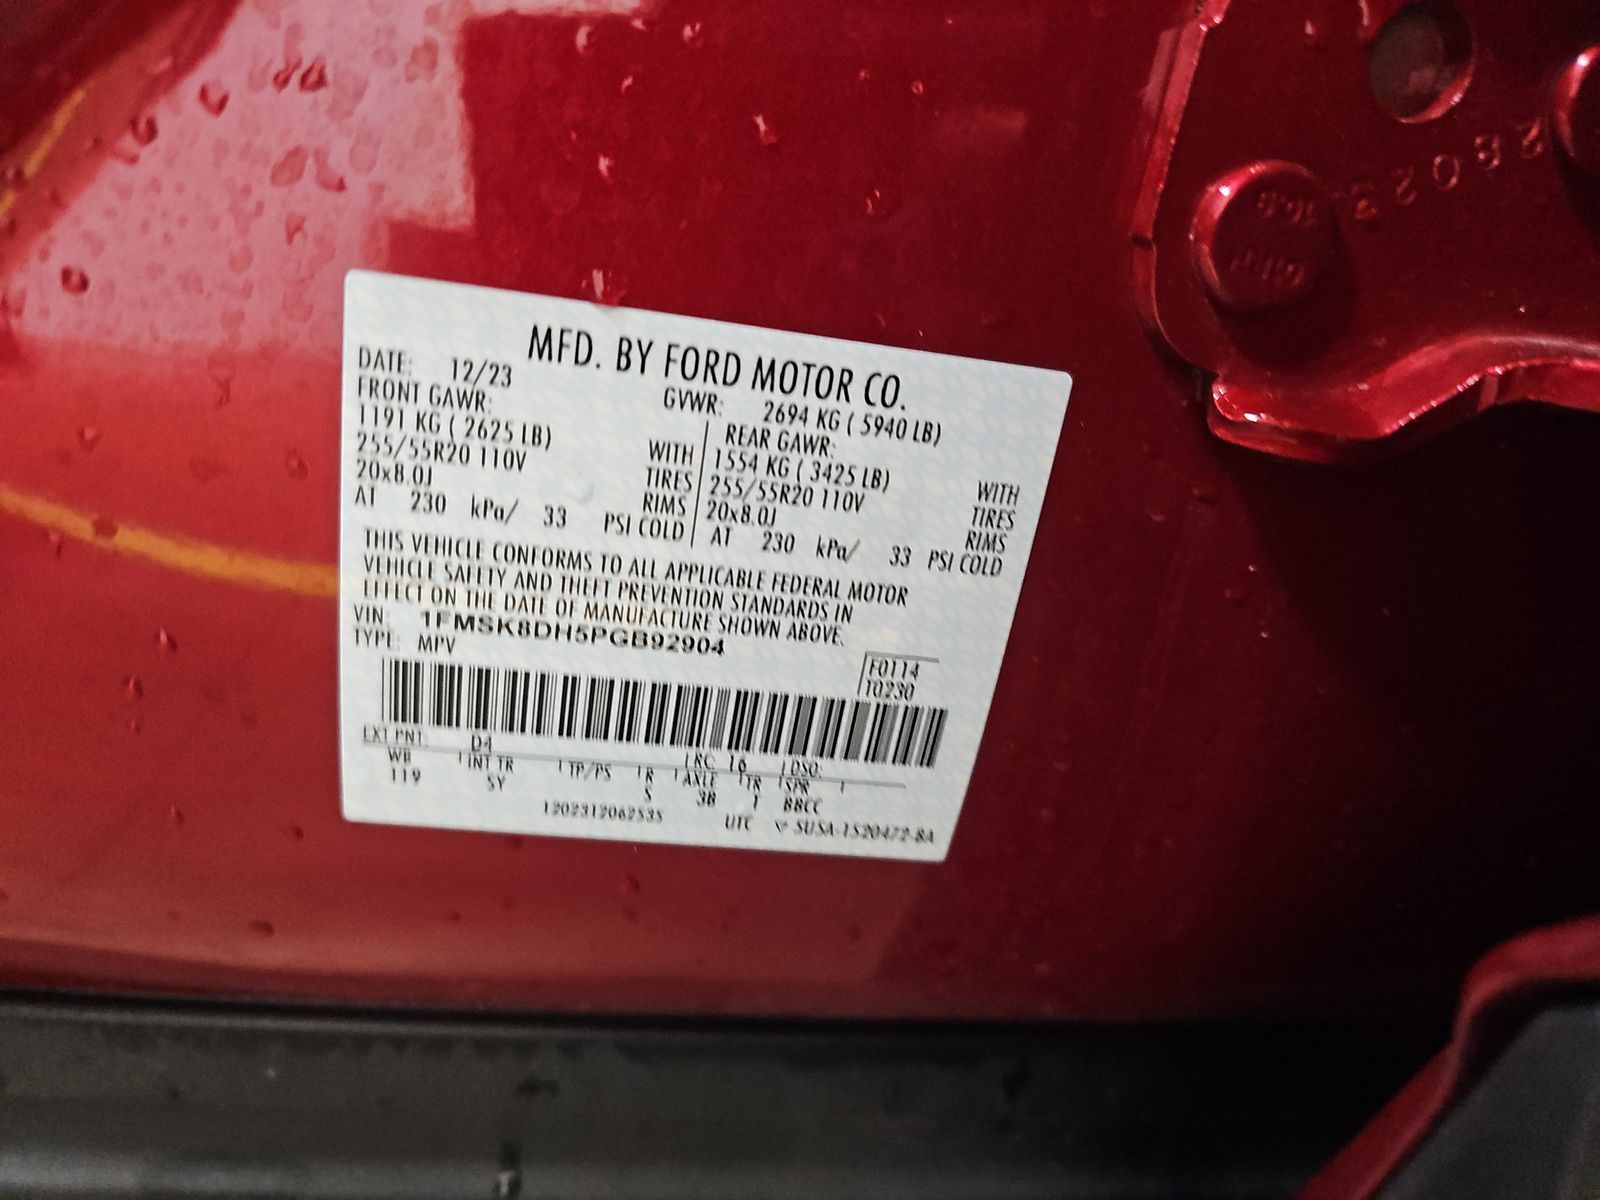 MFD. BY FORD MOTOR CO.
DATE: 12/23 GVWR: 2694 KG ( 5940 LB)
FRONT GAWR: REAR GAWR:
1191 KG ( 2625 LB) WITH 1554 KG ( 3425 LB) WITH
255/55R20 110V TIRES 255/55R20 110V TIRES
20x8.0J RIMS 20x8.0J RIMS
AT 230 kPa/ 33 PSI COLD AT 230 kPa/ 33 PSI COLD
THIS VEHICLE CONFORMS TO ALL APPLICABLE FEDERAL MOTOR
VEHICLE SAFETY AND THEFT PREVENTION STANDARDS IN
EFFECT ON THE DATE OF MANUFACTURE SHOWN ABOVE.
VIN: 1FMSK8DH5PGB92904
TYPE: MPV
F0114
T0230
EXT PNT: D4 RC: 16 DSO:
WB INT TR TP/PS R AXLE TR SPR
119 SY S 3B 1 BBCC
1202312062535 UTC SUSA-1520472-BA
28023